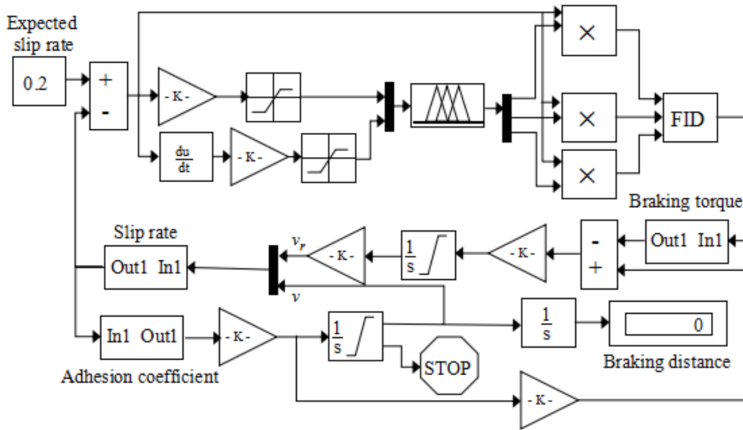 Expected
slip rate
0.2
+
-
- K -
du
dt
- K -
×
×
×
FID
Braking torque
Out1 In1
-
+
- K -
1
s
- K -
vr
v
Slip rate
Out1 In1
In1 Out1
Adhesion coefficient
- K -
1
s
STOP
1
s
0
Braking distance
- K -